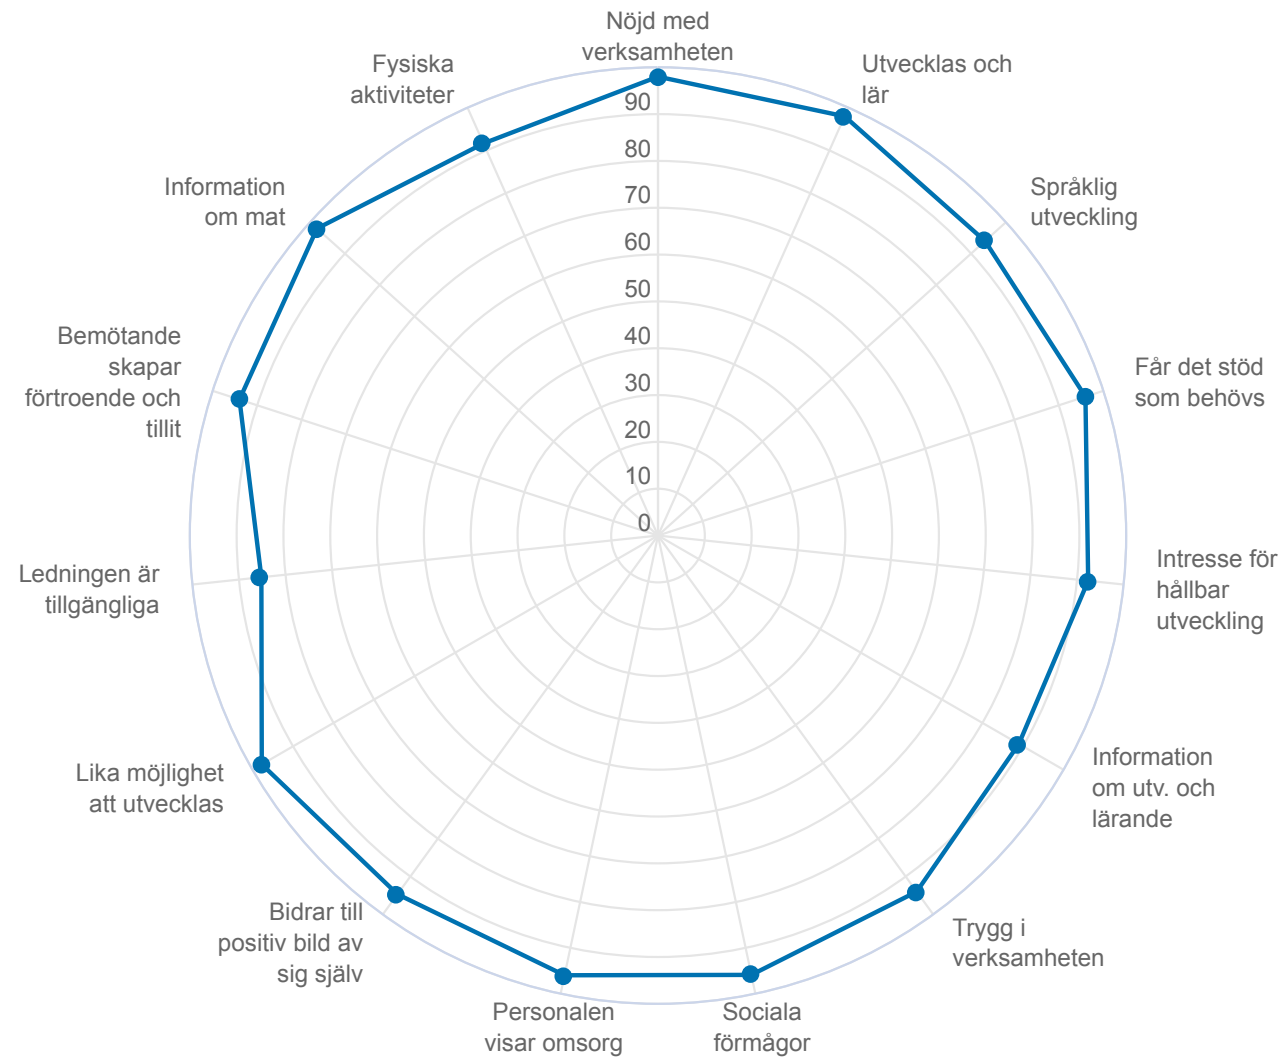 Nöjd med
verksamheten
Utvecklas och
lär
Språklig
utveckling
Får det stöd
som behövs
Intresse för
hållbar
utveckling
Information
om utv. och
lärande
Trygg i
verksamheten
Sociala
förmågor
Personalen
visar omsorg
Bidrar till
positiv bild av
sig själv
Lika möjlighet
att utvecklas
Ledningen är
tillgängliga
Bemötande
skapar
förtroende och
tillit
Information
om mat
Fysiska
aktiviteter
90
80
70
60
50
40
30
20
10
0